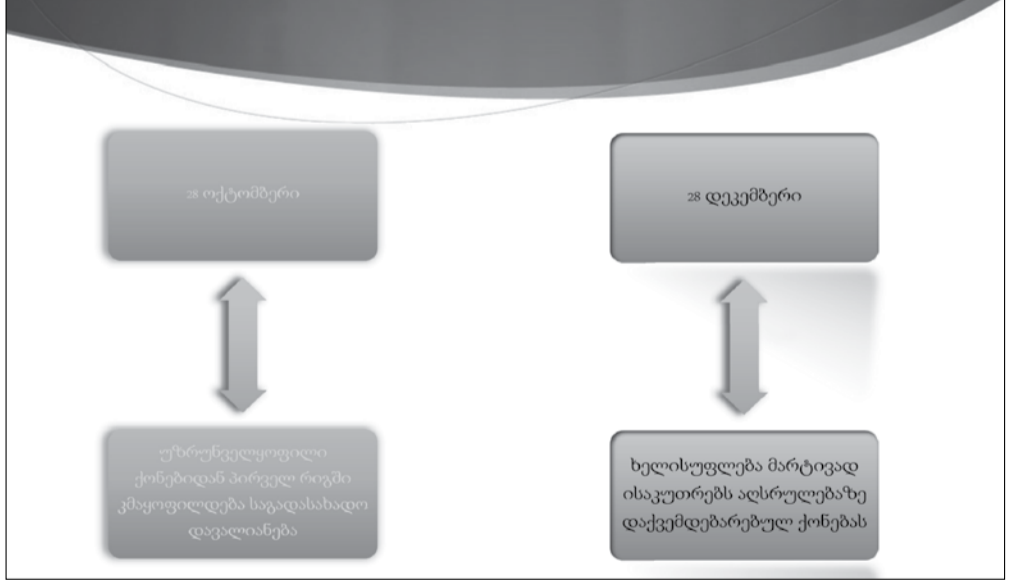 28 ოქტომბერი
28 დეკემბერი
უზრუნველყოფილი
ქონებიდან პირველ რიგში
კმაყოფილდება საგადასახადო
დავალიანება
ხელისუფლება მარტივად
ისაკუთრებს აღსრულებაზე
დაქვემდებარებულ ქონებას